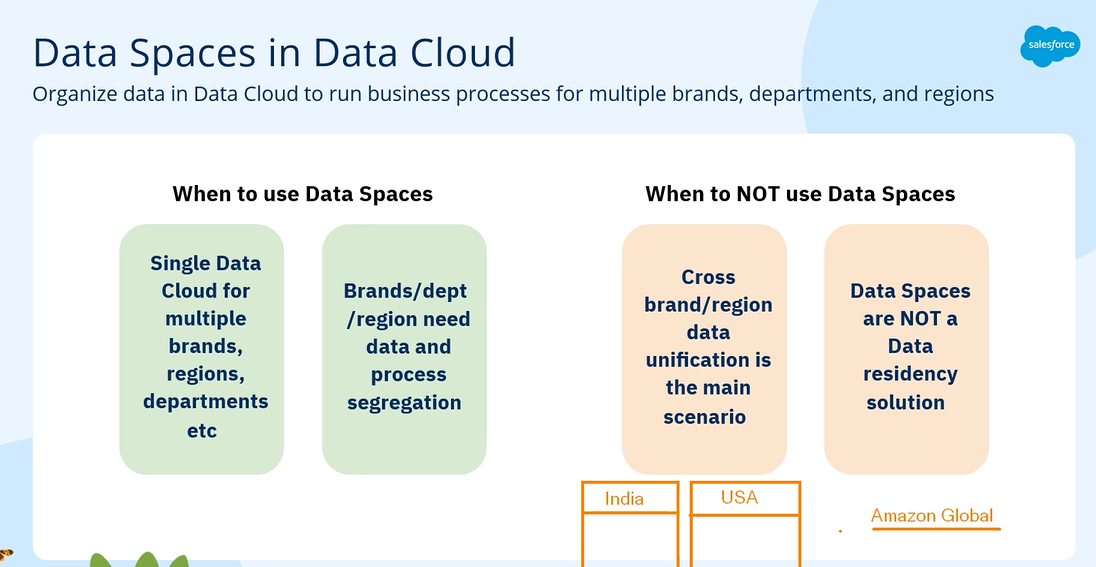 Data Spaces in Data Cloud
salesforce
Organize data in Data Cloud to run business processes for multiple brands, departments, and regions
When to use Data Spaces
Single Data
Cloud for
multiple
brands,
regions,
departments
etc
Brands/dept
/region need
data and
process
segregation
When to NOT use Data Spaces
Cross
brand/region
data
unification is
the main
scenario
Data Spaces
are NOT a
Data
residency
solution
India
USA
Amazon Global